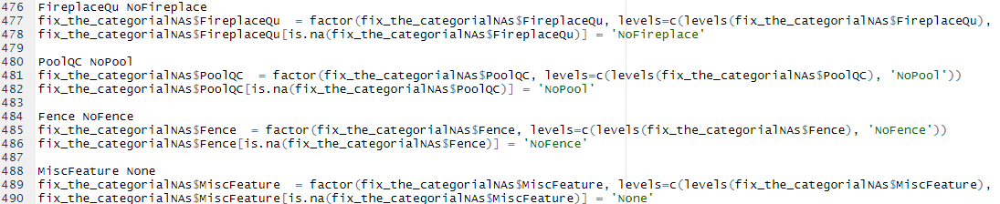 476 FireplaceQu NoFireplace
477 fix_the_categorialNAs$FireplaceQu  = factor(fix_the_categorialNAs$FireplaceQu, levels=c(levels(fix_the_categorialNAs$FireplaceQu),
478 fix_the_categorialNAs$FireplaceQu[is.na(fix_the_categorialNAs$FireplaceQu)] = 'NoFireplace'
479
480 PoolQC NoPool
481 fix_the_categorialNAs$PoolQC  = factor(fix_the_categorialNAs$PoolQC, levels=c(levels(fix_the_categorialNAs$PoolQC), 'NoPool'))
482 fix_the_categorialNAs$PoolQC[is.na(fix_the_categorialNAs$PoolQC)] = 'NoPool'
483
484 Fence NoFence
485 fix_the_categorialNAs$Fence  = factor(fix_the_categorialNAs$Fence, levels=c(levels(fix_the_categorialNAs$Fence), 'NoFence'))
486 fix_the_categorialNAs$Fence[is.na(fix_the_categorialNAs$Fence)] = 'NoFence'
487
488 MiscFeature None
489 fix_the_categorialNAs$MiscFeature  = factor(fix_the_categorialNAs$MiscFeature, levels=c(levels(fix_the_categorialNAs$MiscFeature),
490 fix_the_categorialNAs$MiscFeature[is.na(fix_the_categorialNAs$MiscFeature)] = 'None'